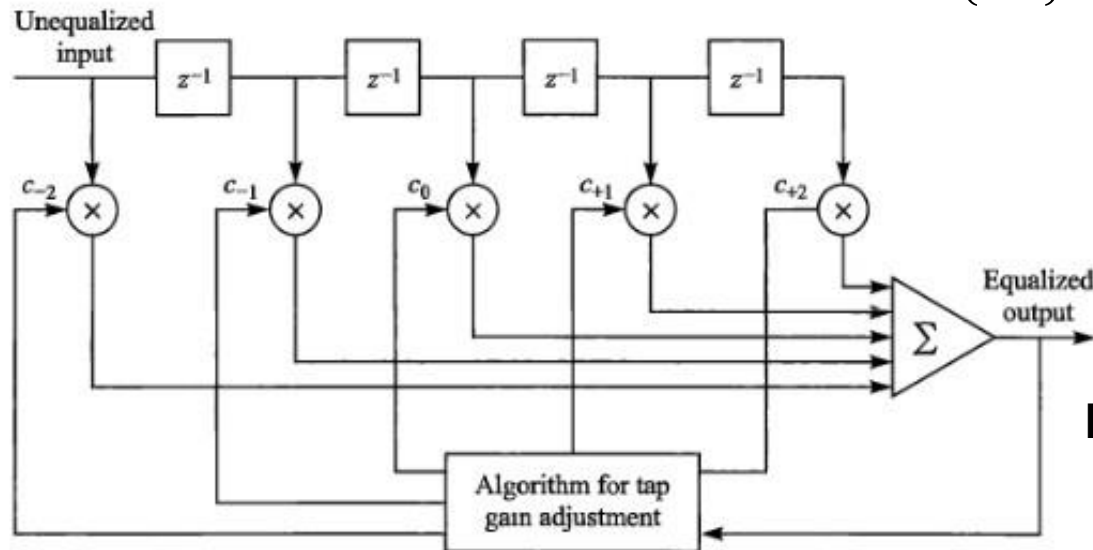 Unequalized
input
z⁻¹
z⁻¹
z⁻¹
z⁻¹
c₋₂
×
c₋₁
×
c₀
×
c₊₁
×
c₊₂
×
Σ
Equalized
output
Algorithm for tap
gain adjustment